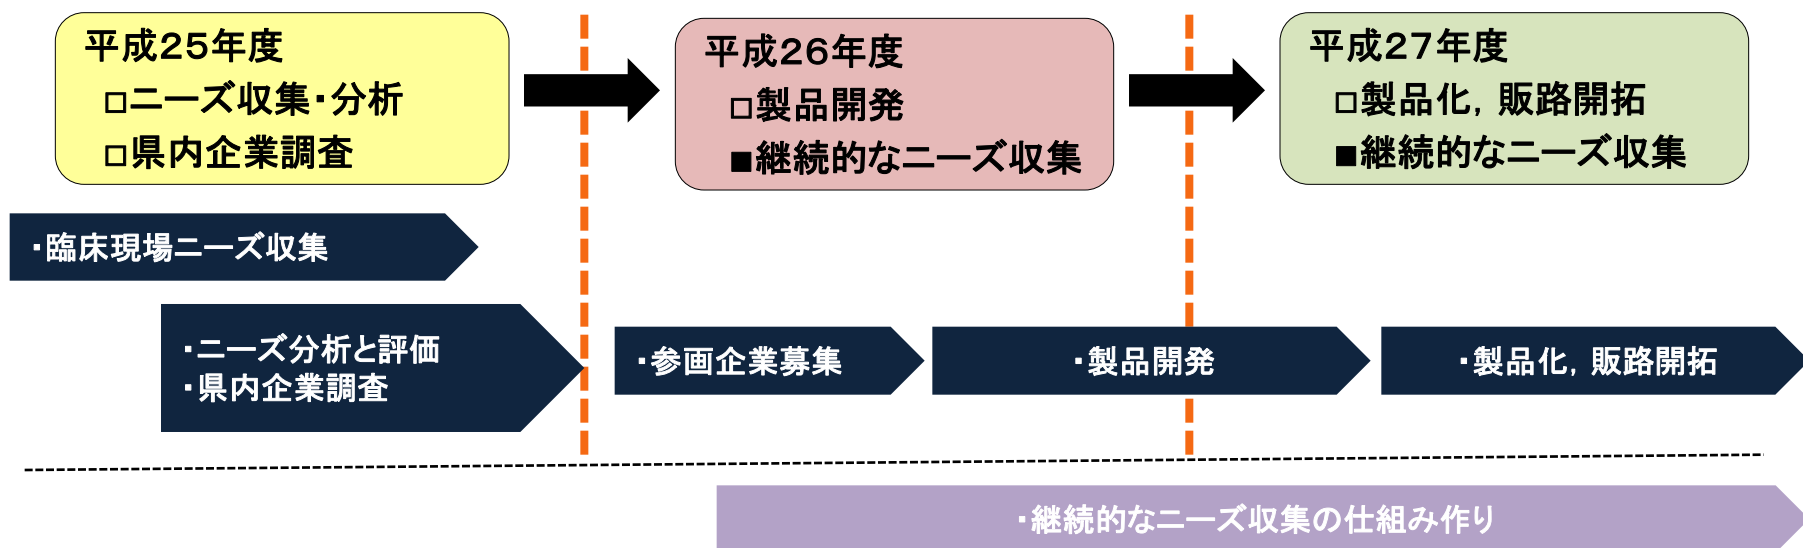 平成25年度
□ニーズ収集・分析
□県内企業調査
平成26年度
□製品開発
■継続的なニーズ収集
平成27年度
□製品化，販路開拓
■継続的なニーズ収集
・臨床現場ニーズ収集
・ニーズ分析と評価
・県内企業調査
・参画企業募集
・製品開発
・製品化，販路開拓
・継続的なニーズ収集の仕組み作り